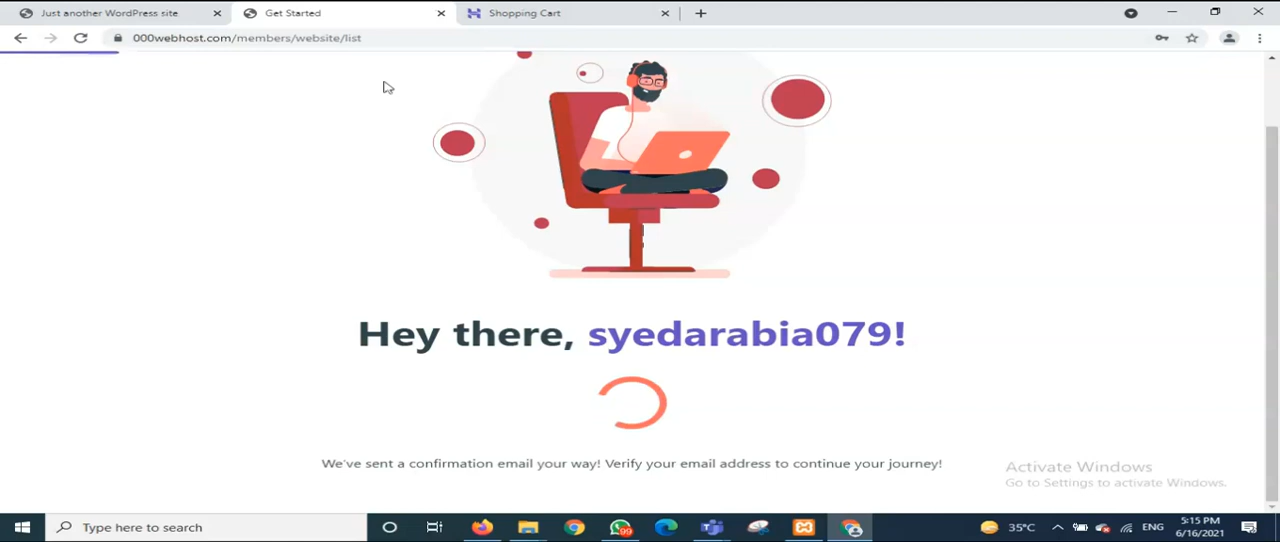 Just another WordPress site
Get Started
Shopping Cart
000webhost.com/members/website/list
Hey there, syedarabia079!
We've sent a confirmation email your way! Verify your email address to continue your journey!
Activate Windows
Go to Settings to activate Windows.
Type here to search
99
35°C
ENG
5:15 PM
6/16/2021